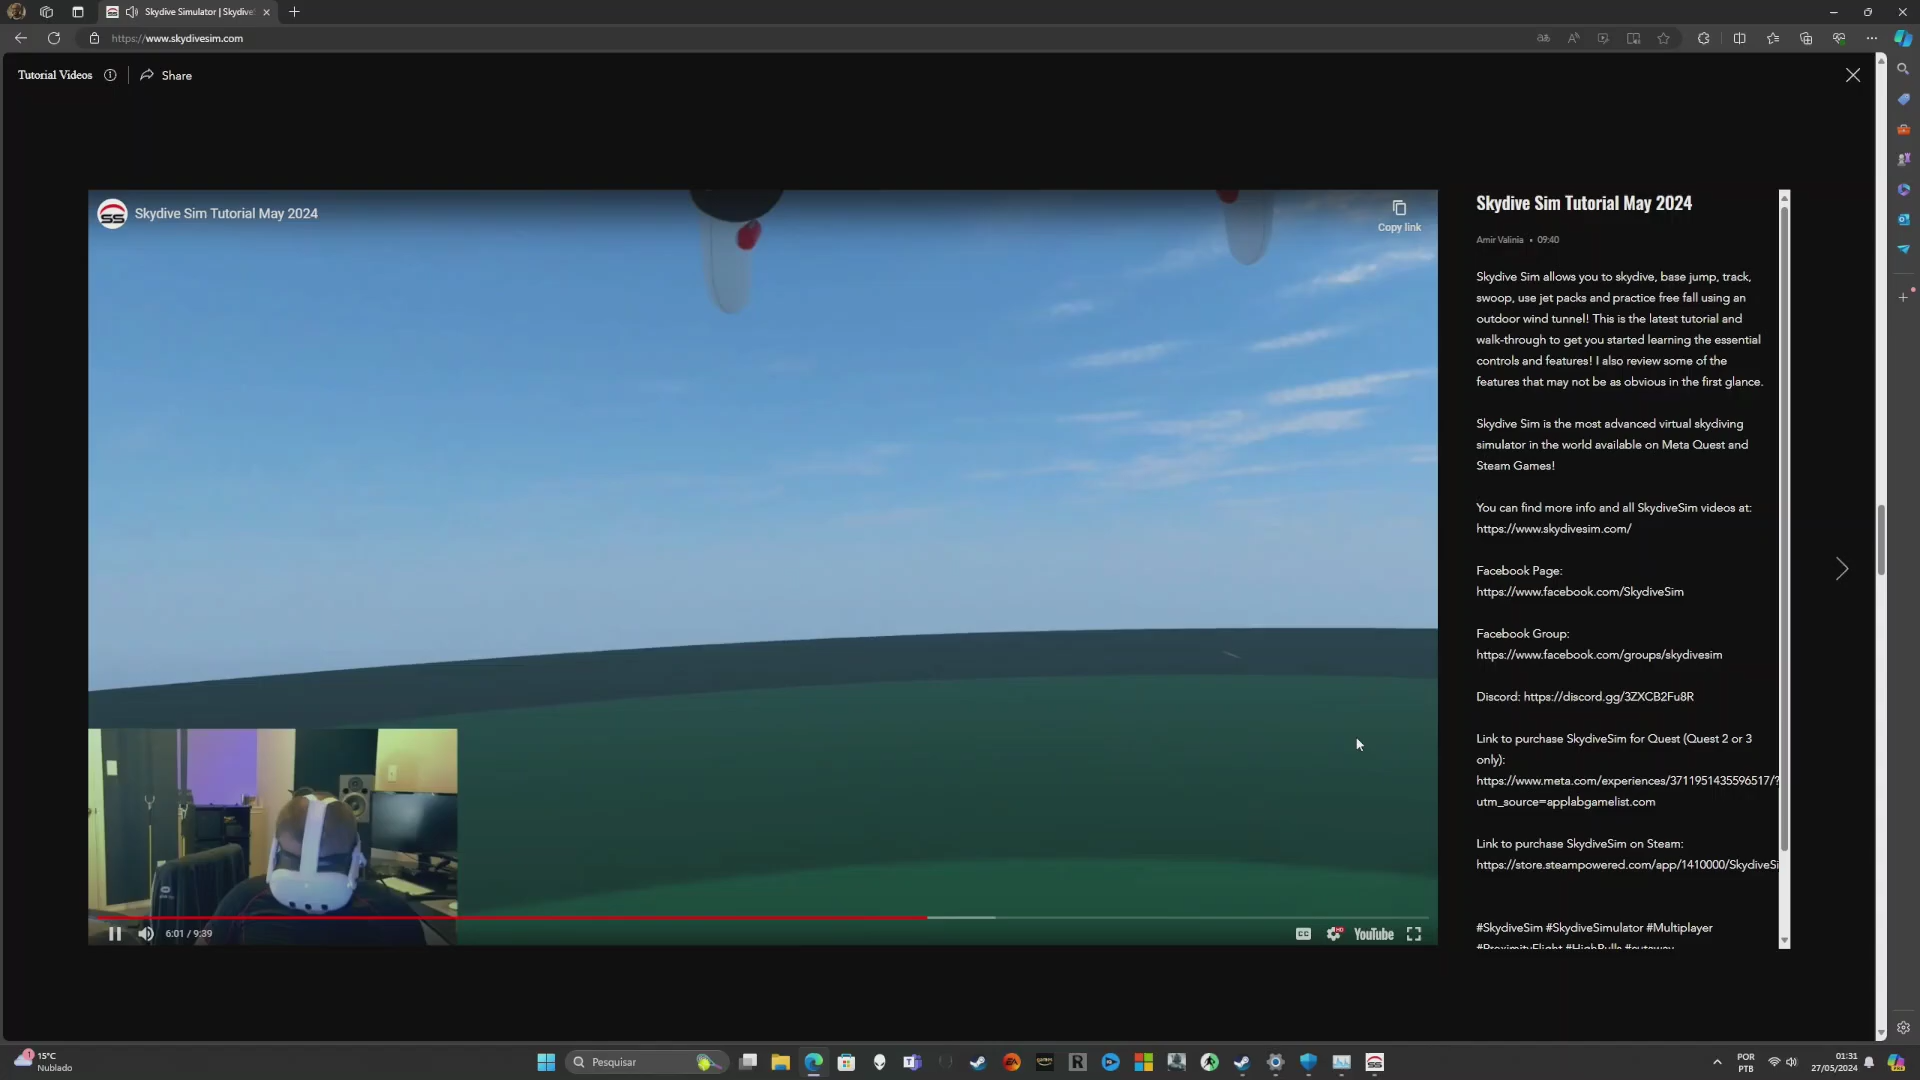 Skydive Simulator | Skydive
https://www.skydivesim.com
Tutorial Videos
Share
SS
Skydive Sim Tutorial May 2024
Copy link
6:01 / 9:39
CC
HD
YouTube
Skydive Sim Tutorial May 2024
Amir Valinia • 09:40
Skydive Sim allows you to skydive, base jump, track,
swoop, use jet packs and practice free fall using an
outdoor wind tunnel! This is the latest tutorial and
walk-through to get you started learning the essential
controls and features! I also review some of the
features that may not be as obvious in the first glance.
Skydive Sim is the most advanced virtual skydiving
simulator in the world available on Meta Quest and
Steam Games!
You can find more info and all SkydiveSim videos at:
https://www.skydivesim.com/
Facebook Page:
https://www.facebook.com/SkydiveSim
Facebook Group:
https://www.facebook.com/groups/skydivesim
Discord: https://discord.gg/3ZXCB2Fu8R
Link to purchase SkydiveSim for Quest (Quest 2 or 3
only):
https://www.meta.com/experiences/3711951435596517/?
utm_source=applabgamelist.com
Link to purchase SkydiveSim on Steam:
https://store.steampowered.com/app/1410000/SkydiveSi
#SkydiveSim #SkydiveSimulator #Multiplayer
#ProximityFlight #HighPulls #cutaway
1
15°C
Nublado
Pesquisar
EA
R
SS
POR
PTB
01:31
27/05/2024